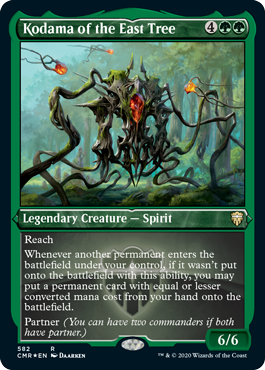 Kodama of the East Tree 4
Legendary Creature — Spirit
Reach
Whenever another permanent enters the
battlefield under your control, if it wasn't put
onto the battlefield with this ability, you may
put a permanent card with equal or lesser
converted mana cost from your hand onto the
battlefield.
Partner (You can have two commanders if both
have partner.)
6/6
582 R
CMR EN Daarken
™ & © 2020 Wizards of the Coast